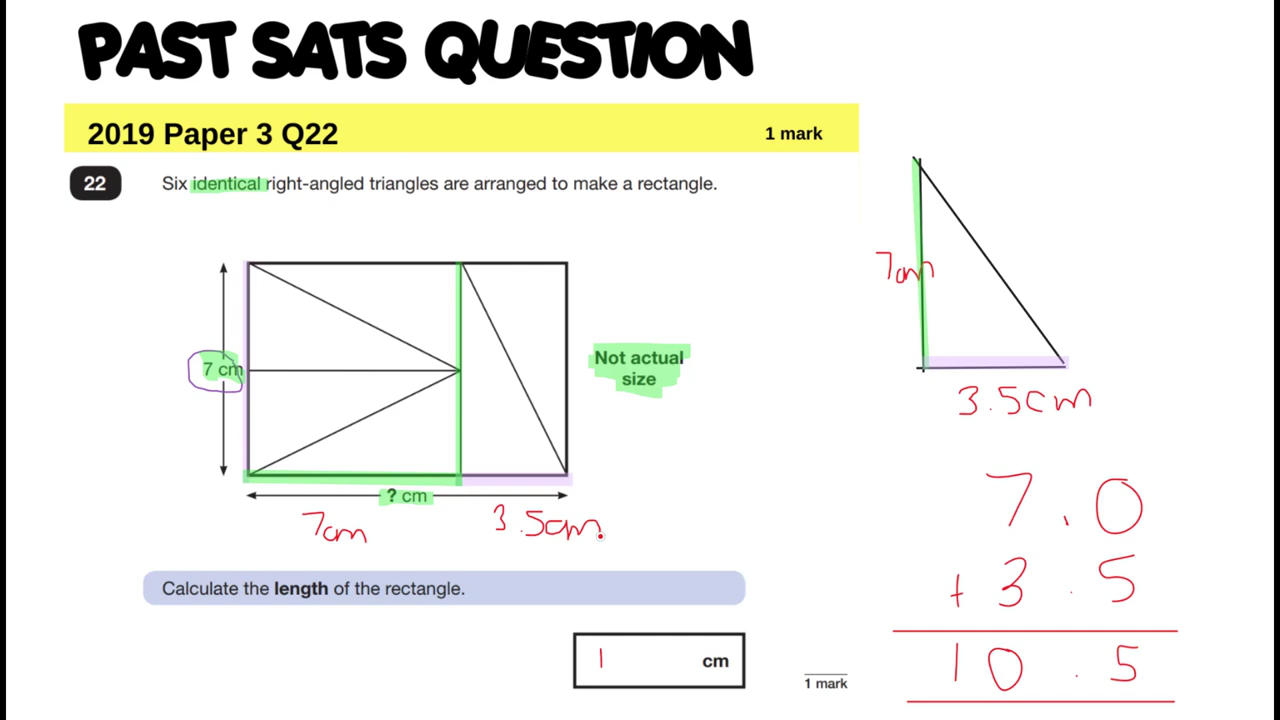 PAST SATS QUESTION
2019 Paper 3 Q22
1 mark
22
Six identical right-angled triangles are arranged to make a rectangle.
7 cm
Not actual
size
? cm
7cm
3.5cm
Calculate the length of the rectangle.
1
cm
1 mark
7cm
3.5cm
7.0
+ 3.5
10.5